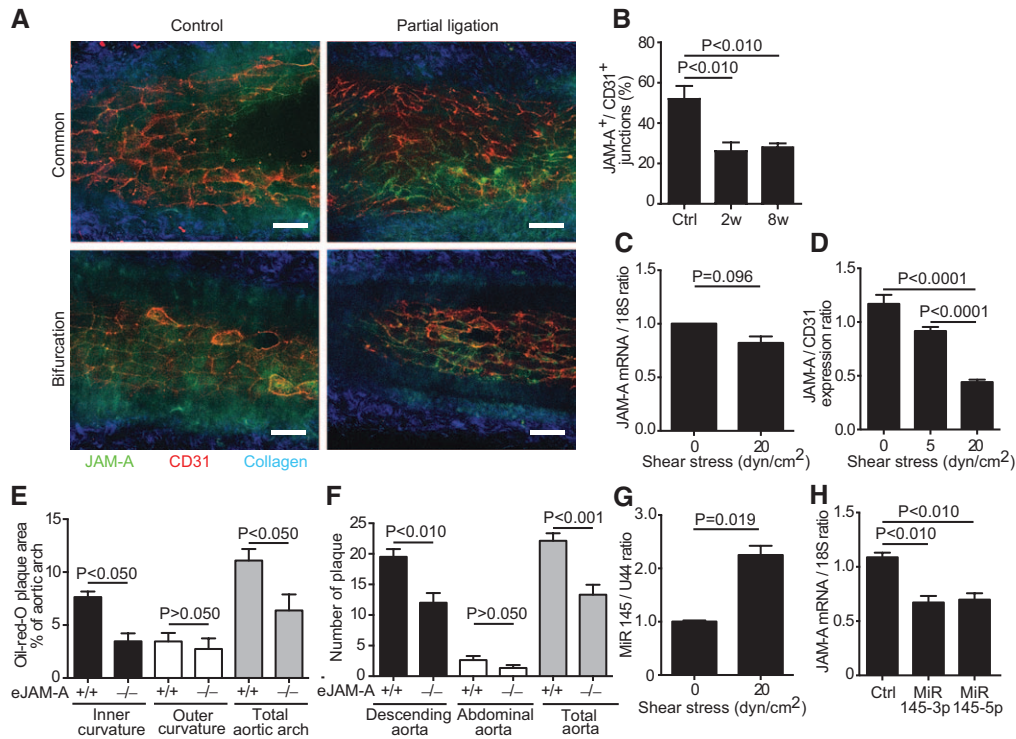 A
Control
Partial ligation
Common
Bifurcation
JAM-A CD31 Collagen
B
JAM-A+/ CD31+
junctions (%)
80
60
40
20
0
P<0.010
P<0.010
Ctrl 2w 8w
C
JAM-A mRNA / 18S ratio
1.5
1.0
0.5
0.0
P=0.096
0 20
Shear stress (dyn/cm2)
D
JAM-A / CD31
expression ratio
1.5
1.0
0.5
0.0
P<0.0001
P<0.0001
0 5 20
Shear stress (dyn/cm2)
E
Oil-red-O plaque area
% of aortic arch
15
10
5
0
P<0.050
P>0.050
P<0.050
eJAM-A +/+ –/– +/+ –/– +/+ –/–
Inner
curvature
Outer
curvature
Total
aortic arch
F
Number of plaque
25
20
15
10
5
0
P<0.010
P>0.050
P<0.001
eJAM-A +/+ –/– +/+ –/– +/+ –/–
Descending
aorta
Abdominal
aorta
Total
aorta
G
MiR 145 / U44 ratio
3.0
2.0
1.0
0.0
P=0.019
0 20
Shear stress (dyn/cm2)
H
JAM-A mRNA / 18S ratio
1.5
1.0
0.5
0.0
P<0.010
P<0.010
Ctrl MiR MiR
145-3p 145-5p